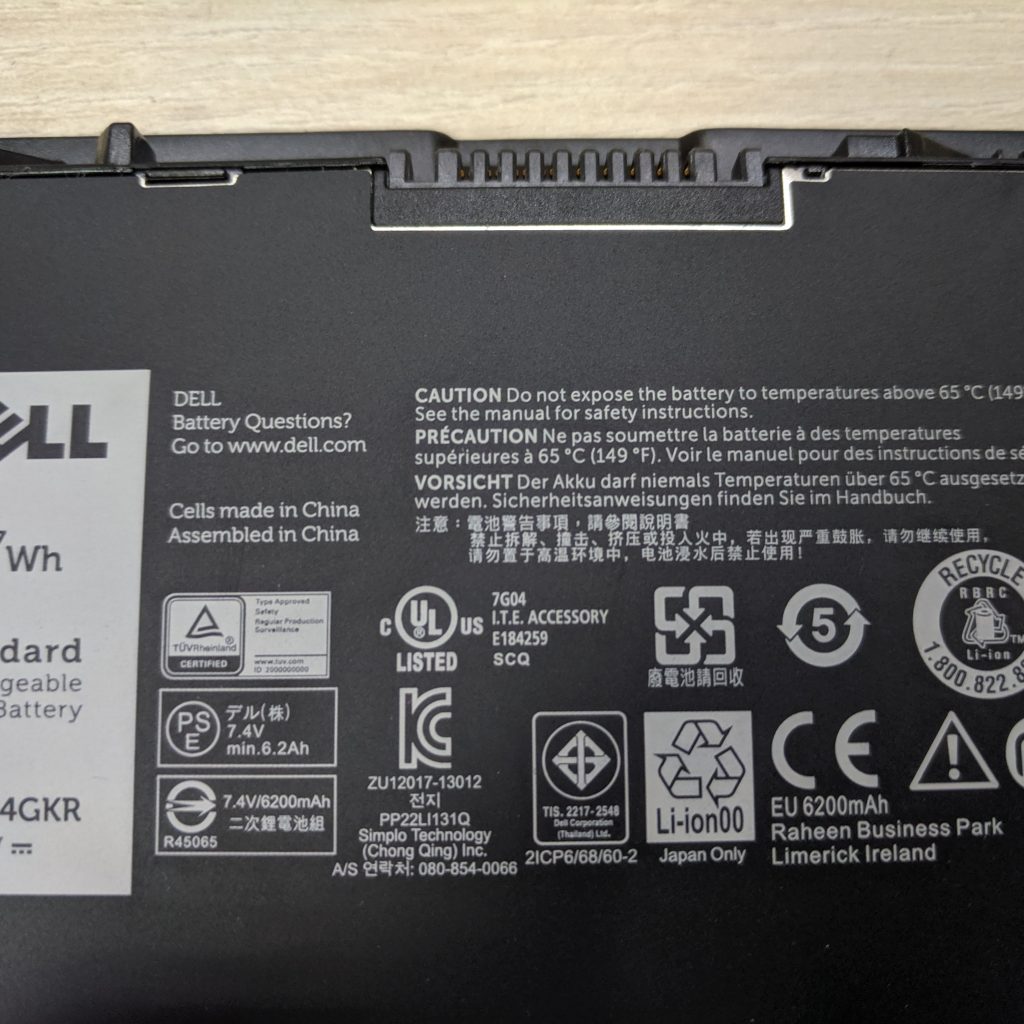 ELL
7Wh
dard
geable
Battery
4GKR
DELL
Battery Questions?
Go to www.dell.com
Cells made in China
Assembled in China
CAUTION Do not expose the battery to temperatures above 65 °C (149
See the manual for safety instructions.
PRÉCAUTION Ne pas soumettre la batterie à des temperatures
supérieures à 65 °C (149 °F). Voir le manuel pour des instructions de sé
VORSICHT Der Akku darf niemals Temperaturen über 65 °C ausgesetz
werden. Sicherheitsanweisungen finden Sie im Handbuch.
注意：電池警告事項，請參閱說明書
禁止拆解、撞击、挤压或投入火中，若出现严重鼓胀，请勿继续使用，
请勿置于高温环境中，电池浸水后禁止使用！
TÜVRheinland
CERTIFIED
Type Approved
Safety
Regular Production
Surveillance
www.tuv.com
ID 2000000000
C UL US
LISTED
7G04
I.T.E. ACCESSORY
E184259
SCQ
廢電池請回收
5
RECYCLE
RBRC
Li-ion
TM
1.800.822.8
PS
E
デル(株)
7.4V
min.6.2Ah
7.4V/6200mAh
二次鋰電池組
R45065
ZU12017-13012
전지
PP22LI131Q
Simplo Technology
(Chong Qing) Inc.
A/S 연락처: 080-854-0066
TIS. 2217-2548
Dell Corporation
(Thailand) Ltd.
2ICP6/68/60-2
Li-ion00
Japan Only
CE
EU 6200mAh
Raheen Business Park
Limerick Ireland